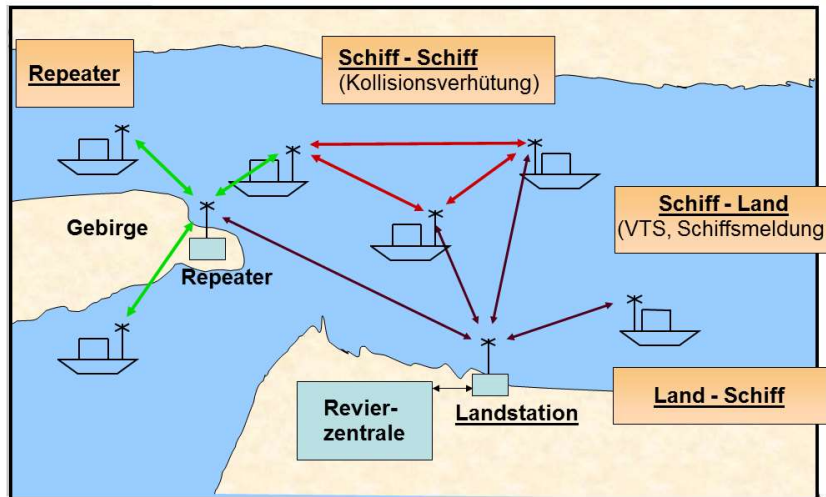 Repeater
Schiff - Schiff
(Kollisionsverhütung)
Schiff - Land
(VTS, Schiffsmeldung
Gebirge
Repeater
Revier-
zentrale
Landstation
Land - Schiff